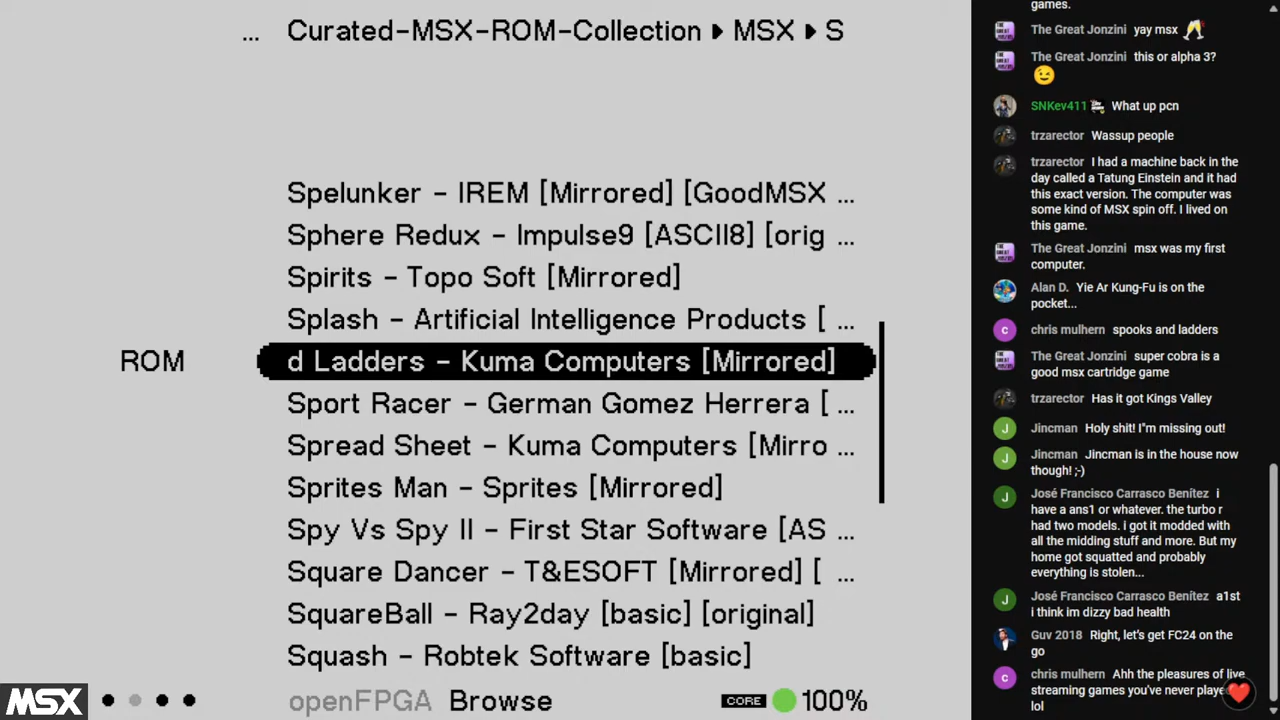 ... Curated-MSX-ROM-Collection ▶ MSX ▶ S
Spelunker - IREM [Mirrored] [GoodMSX ...
Sphere Redux - Impulse9 [ASCII8] [orig ...
Spirits - Topo Soft [Mirrored]
Splash - Artificial Intelligence Products [ ...
ROM d Ladders - Kuma Computers [Mirrored]
Sport Racer - German Gomez Herrera [ ...
Spread Sheet - Kuma Computers [Mirro ...
Sprites Man - Sprites [Mirrored]
Spy Vs Spy II - First Star Software [AS ...
Square Dancer - T&ESOFT [Mirrored] [ ...
SquareBall - Ray2day [basic] [original]
Squash - Robtek Software [basic]
MSX openFPGA Browse CORE 100%
games.
The Great Jonzini yay msx 🥂
The Great Jonzini this or alpha 3?
😉
SNKev411 What up pcn
trzarector Wassup people
trzarector I had a machine back in the
day called a Tatung Einstein and it had
this exact version. The computer was
some kind of MSX spin off. I lived on
this game.
The Great Jonzini msx was my first
computer.
Alan D. Yie Ar Kung-Fu is on the
pocket...
c chris mulhern spooks and ladders
The Great Jonzini super cobra is a
good msx cartridge game
trzarector Has it got Kings Valley
J Jincman Holy shit! I"m missing out!
J Jincman Jincman is in the house now
though! ;-)
J José Francisco Carrasco Benítez i
have a ans1 or whatever. the turbo r
had two models. i got it modded with
all the midding stuff and more. But my
home got squatted and probably
everything is stolen...
J José Francisco Carrasco Benítez a1st
i think im dizzy bad health
Guv 2018 Right, let's get FC24 on the
go
c chris mulhern Ahh the pleasures of live
streaming games you've never playe
lol